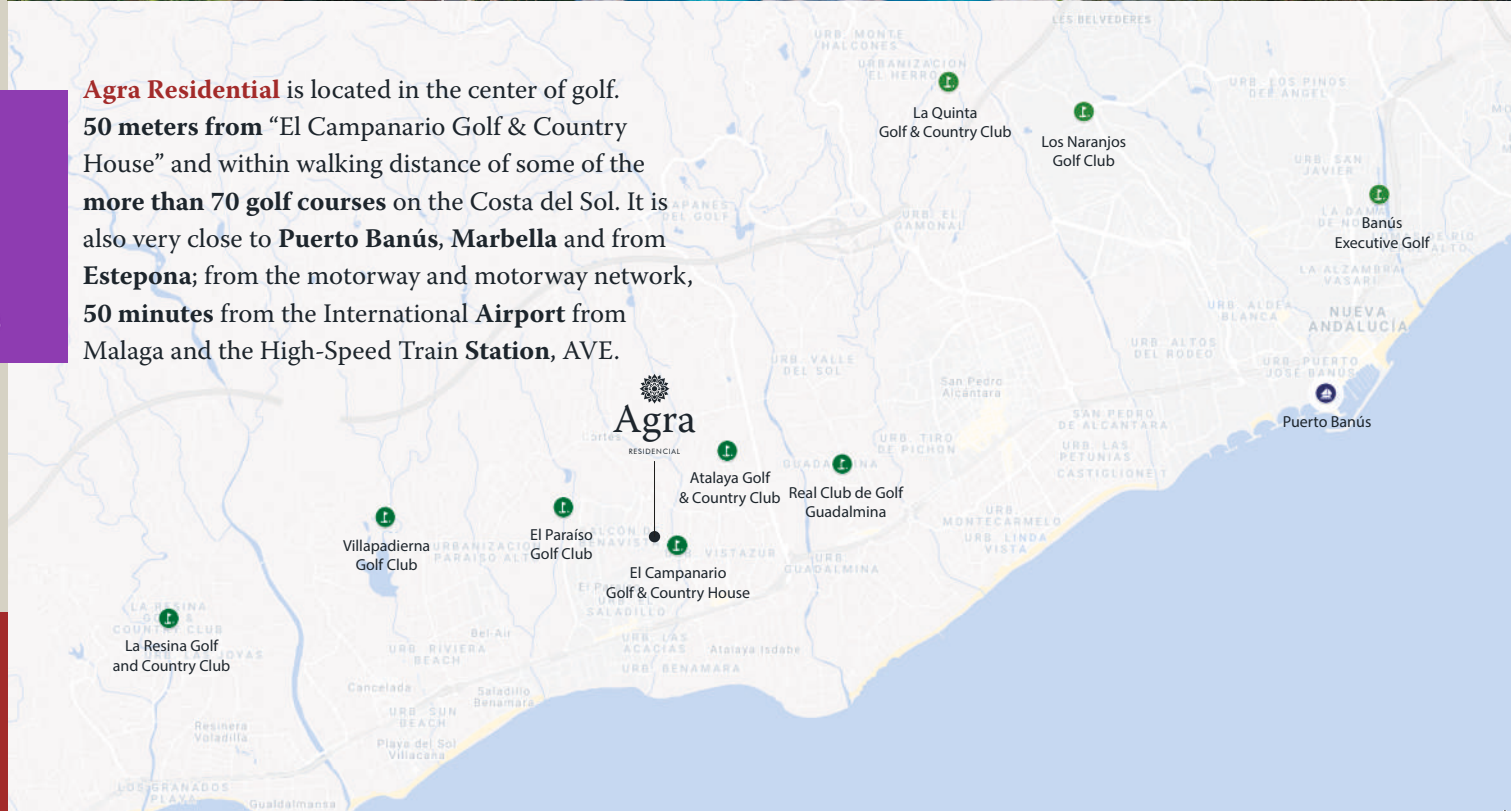 Agra Residential is located in the center of golf.
50 meters from “El Campanario Golf & Country
House” and within walking distance of some of the
more than 70 golf courses on the Costa del Sol. It is
also very close to Puerto Banús, Marbella and from
Estepona; from the motorway and motorway network,
50 minutes from the International Airport from
Malaga and the High-Speed Train Station, AVE.
LES BELVEDERES
URB. MONTE
HALCONES
URBANIZACION
EL HERRO
La Quinta
Golf & Country Club
Los Naranjos
Golf Club
URB. LOS PINOS
DEL ANGEL
URB. SAN
JAVIER
Banús
Executive Golf
LA ALZAMBRA
VASARI
URB. EL
DEL GOLF
URB. ALDEA
BLANCA
NUEVA
ANDALUCÍA
URB. ALTOS
DEL RODEO
URB. PUERTO
JOSÉ BANÚS
Puerto Banús
URB. VALLE
DEL SOL
San Pedro
Alcántara
SAN PEDRO
DE ALCANTARA
URB. LAS
PETUNIAS
CASTIGLIONE I
URB. TIRO
DE PICHON
Agra
RESIDENCIAL
Cortes
Atalaya Golf
& Country Club
Real Club de Golf
Guadalmina
URB.
MONTECARMELO
URB. LINDA
VISTA
Villapadierna
Golf Club
URBANIZACION
PARAISO ALTO
El Paraíso
Golf Club
URB. VISTAZUR
URB.
GUADALMINA
El Campanario
Golf & Country House
SALADILLO
La Resina Golf
and Country Club
Bel-Air
URB. RIVIERA
BEACH
URB. LAS
ACACIAS
Atalaya Isdabe
URB. BENAMARA
Cancelada
Saladillo
Benamara
URB. SUN
BEACH
Resinera
Voladilla
Playa del Sol
Villacana
LOS GRANADOS
PLAYA
Gualdalmansa